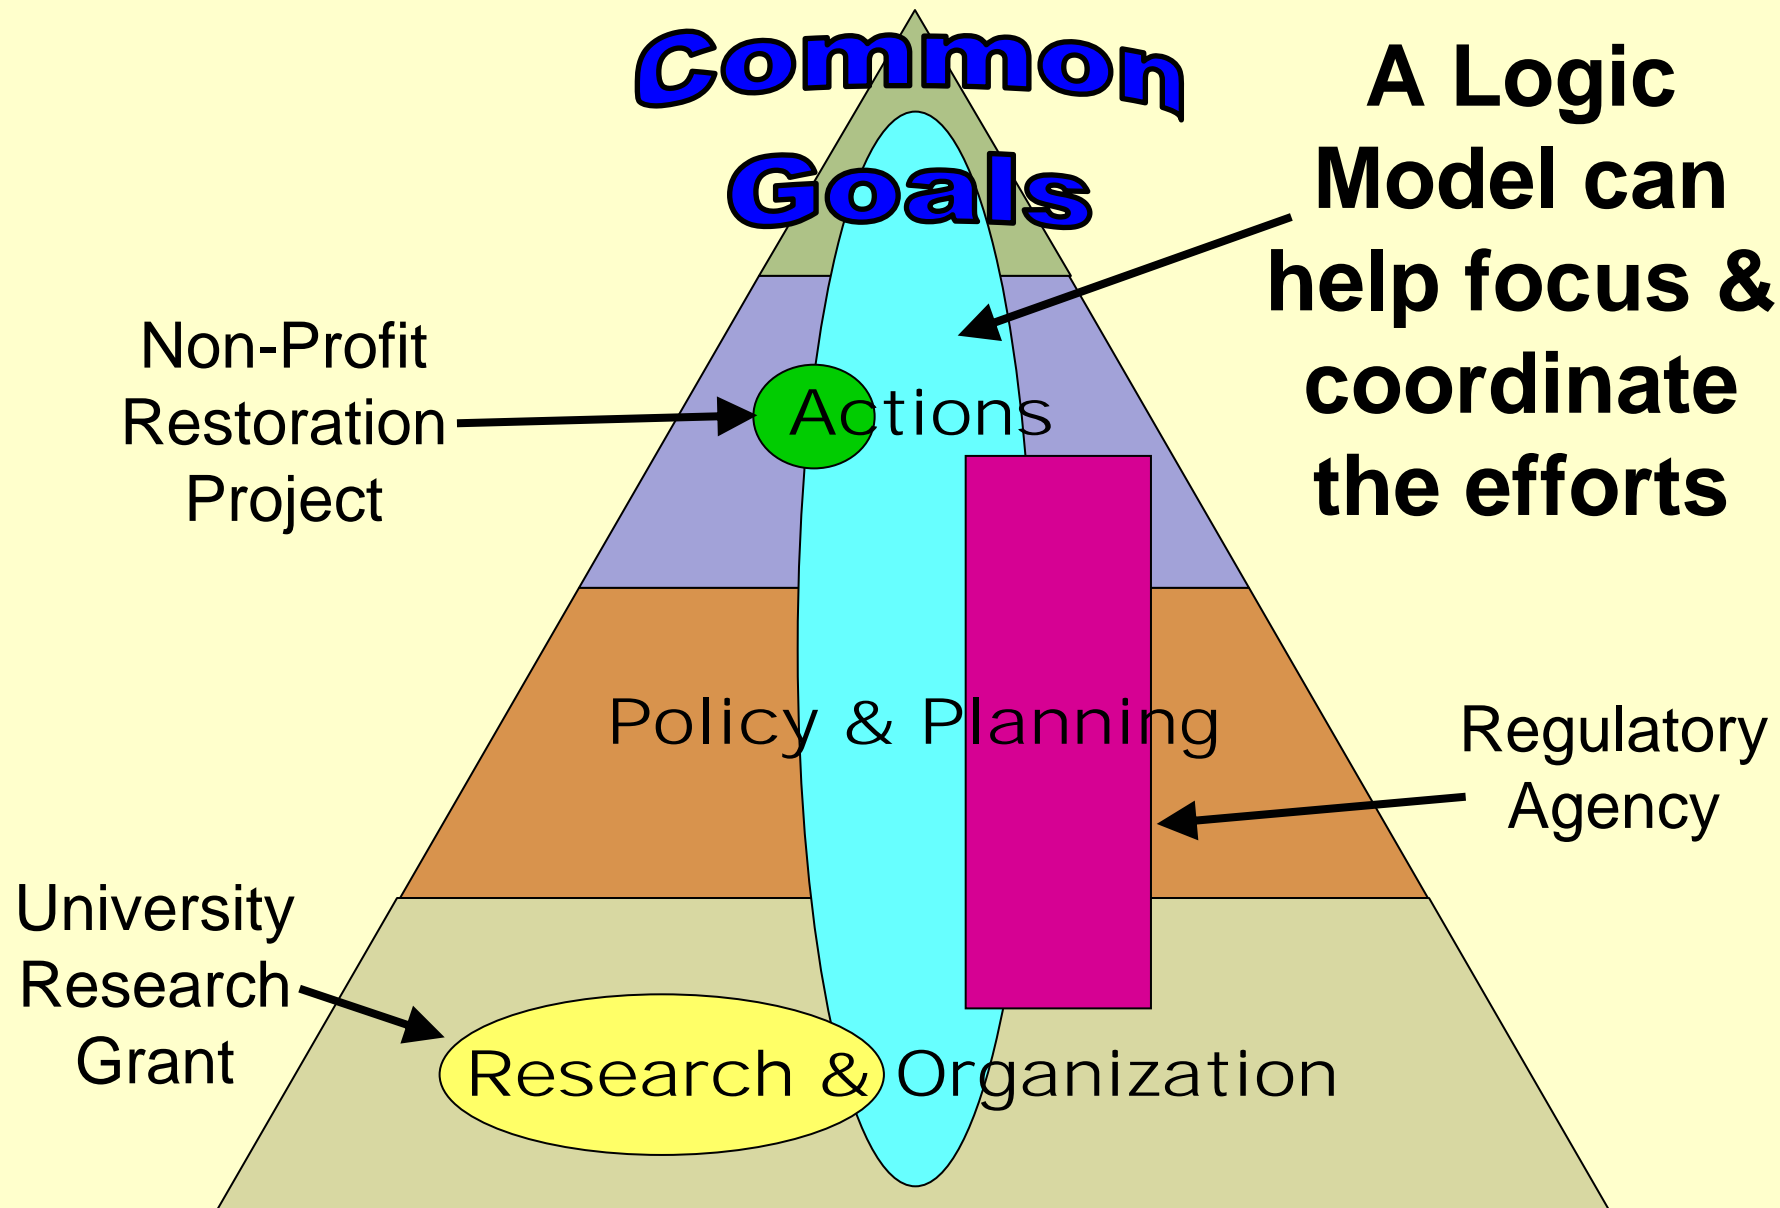 Common
Goals
A Logic
Model can
help focus &
coordinate
the efforts
Non-Profit
Restoration
Project
Actions
Policy & Planning
Regulatory
Agency
University
Research
Grant
Research & Organization